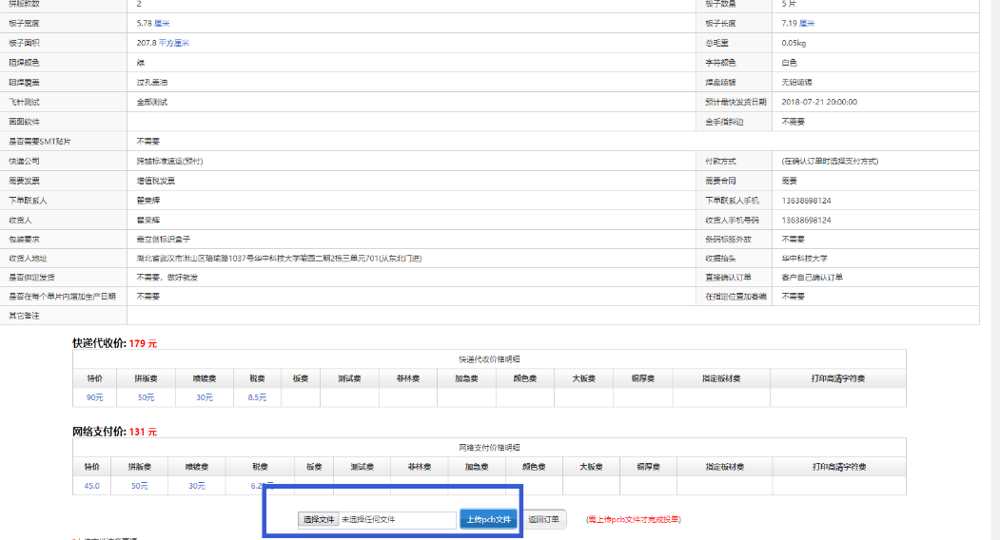 拼版款数 2 板子数量 5 片
板子宽度 5.78 厘米 板子长度 7.19 厘米
板子面积 207.8 平方厘米 总毛重 0.05kg
阻焊颜色 绿 字符颜色 白色
阻焊覆盖 过孔盖油 焊盘喷镀 无铅喷锡
飞针测试 全部测试 预计最快发货日期 2018-07-21 20:00:00
画图软件 金手指斜边 不需要
是否需要SMT贴片 不需要
快递公司 跨越标准速运(预付) 付款方式 (在确认订单时选择支付方式)
需要发票 增值税发票 需要合同 需要
下单联系人 翟荣辉 下单联系人手机 13638698124
收货人 翟荣辉 收货人手机号码 13638698124
包装要求 嘉立创标识盒子 条码标签外放 不需要
收货人地址 湖北省武汉市洪山区珞喻路1037号华中科技大学喻园二期2栋三单元701(从东北门进) 收据抬头 华中科技大学
是否绑定发货 不需要，做好就发 直接确认订单 客户自己确认订单
是否在每个单片内增加生产日期 不需要 在指定位置加客编 不需要
其它备注
快递代收价: 179 元
快递代收价格明细
特价 拼版费 喷镀费 税费 板费 测试费 菲林费 加急费 颜色费 大板费 铜厚费 指定板材费 打印高清字符费
90元 50元 30元 8.5元
网络支付价: 131 元
网络支付价格明细
特价 拼版费 喷镀费 税费 板费 测试费 菲林费 加急费 颜色费 大板费 铜厚费 指定板材费 打印高清字符费
45.0 50元 30元
选择文件 未选择任何文件 上传pcb文件 返回订单 (需上传pcb文件才完成投单)